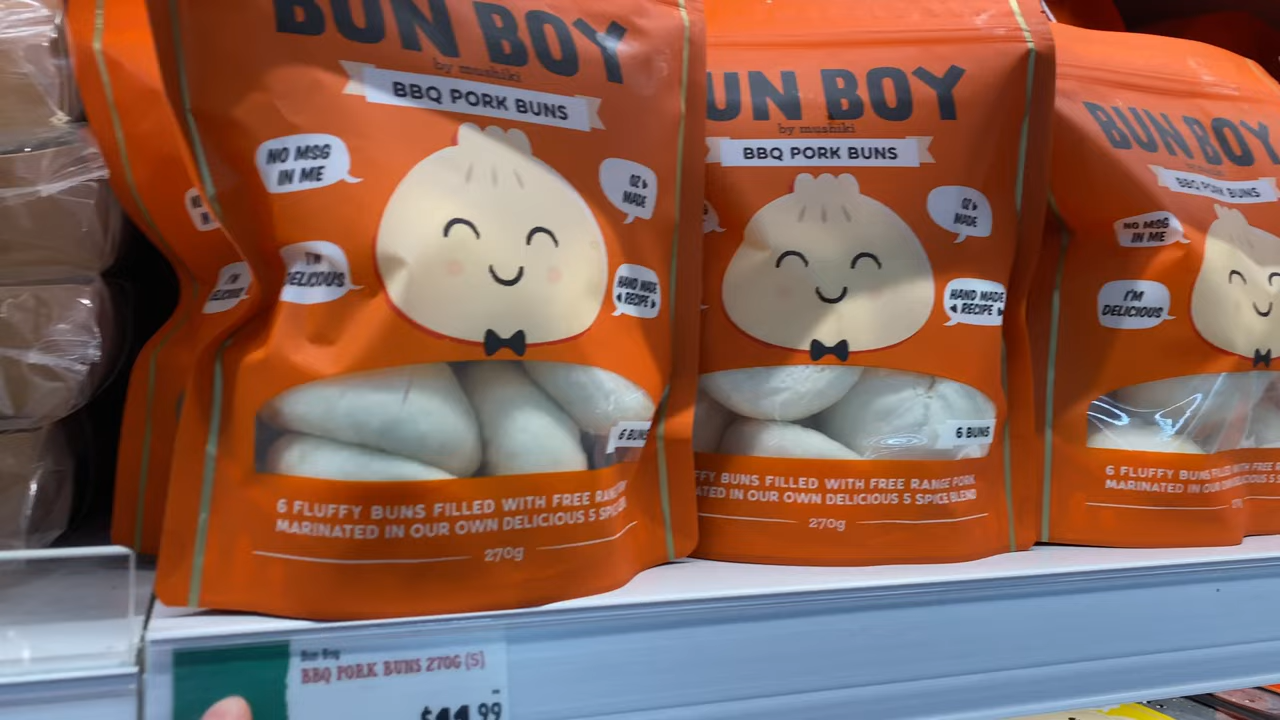 BUN BOY
by mushiki
BBQ PORK BUNS
NO MSG
IN ME
OZ
MADE
I'M
DELICIOUS
HAND MADE
RECIPE
6 BUNS
6 FLUFFY BUNS FILLED WITH FREE
MARINATED IN OUR OWN DELICIOUS 5 SPICE
270g
UN BOY
by mushiki
BBQ PORK BUNS
OZ
MADE
HAND MADE
RECIPE
6 BUNS
FFY BUNS FILLED WITH FREE RANGE PORK
ATED IN OUR OWN DELICIOUS 5 SPICE BLEND
270g
BUN BOY
BBQ PORK BUNS
NO MSG
IN ME
I'M
DELICIOUS
6 FLUFFY BUNS FILLED WITH FREE
MARINATED IN OUR OWN DELICIOUS 5 SPICE
I'M
Bun Boy
BBQ PORK BUNS 270G (S)
$11.99